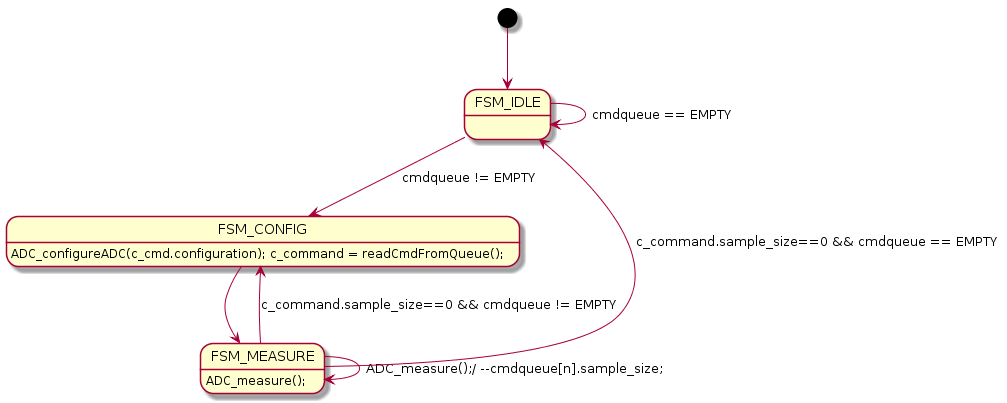 FSM_IDLE
cmdqueue == EMPTY
cmdqueue != EMPTY
FSM_CONFIG
ADC_configureADC(c_cmd.configuration); c_command = readCmdFromQueue();
c_command.sample_size==0 && cmdqueue == EMPTY
c_command.sample_size==0 && cmdqueue != EMPTY
FSM_MEASURE
ADC_measure();/ --cmdqueue[n].sample_size;
ADC_measure();